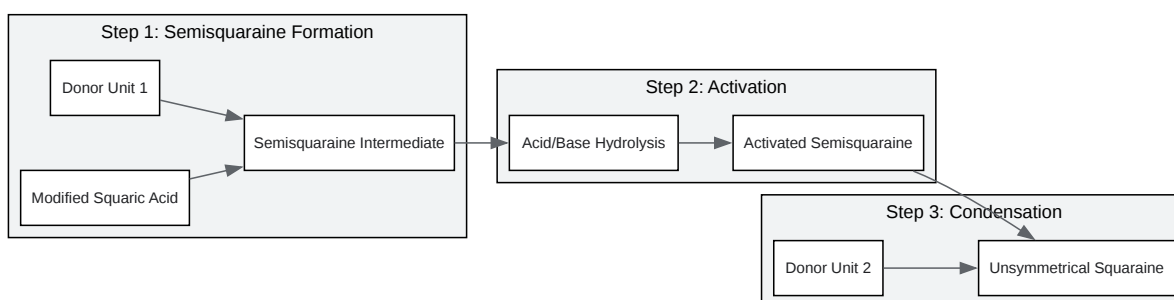 Step 1: Semisquaraine Formation
Donor Unit 1
Modified Squaric Acid
Semisquaraine Intermediate
Step 2: Activation
Acid/Base Hydrolysis
Activated Semisquaraine
Step 3: Condensation
Donor Unit 2
Unsymmetrical Squaraine